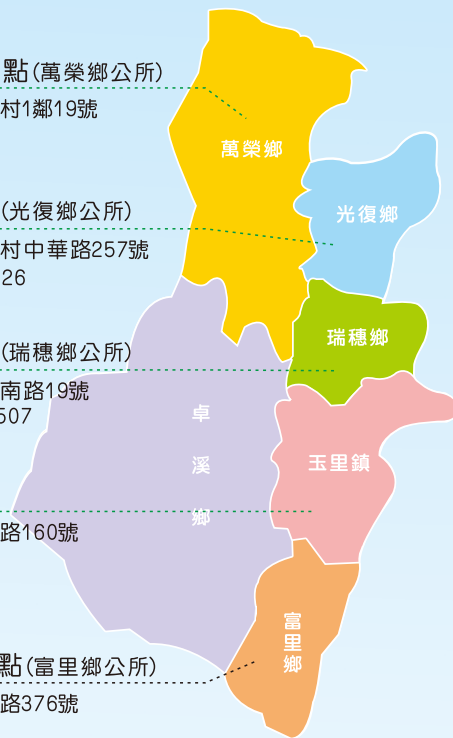 點(萬榮鄉公所)
村1鄰19號
萬榮鄉
(光復鄉公所)
光復鄉
村中華路257號
26
瑞穗鄉
(瑞穗鄉公所)
南路19號
507
卓溪鄉
玉里鎮
路160號
富里鄉
點(富里鄉公所)
路376號